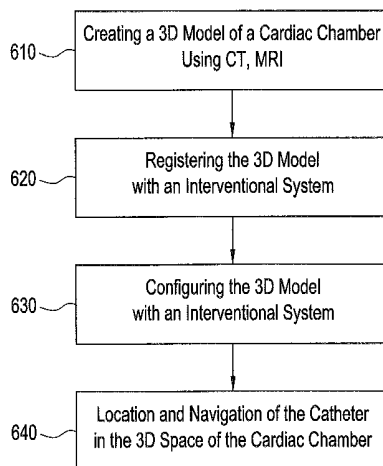 610
Creating a 3D Model of a Cardiac Chamber
Using CT, MRI
620
Registering the 3D Model
with an Interventional System
630
Configuring the 3D Model
with an Interventional System
640
Location and Navigation of the Catheter
in the 3D Space of the Cardiac Chamber